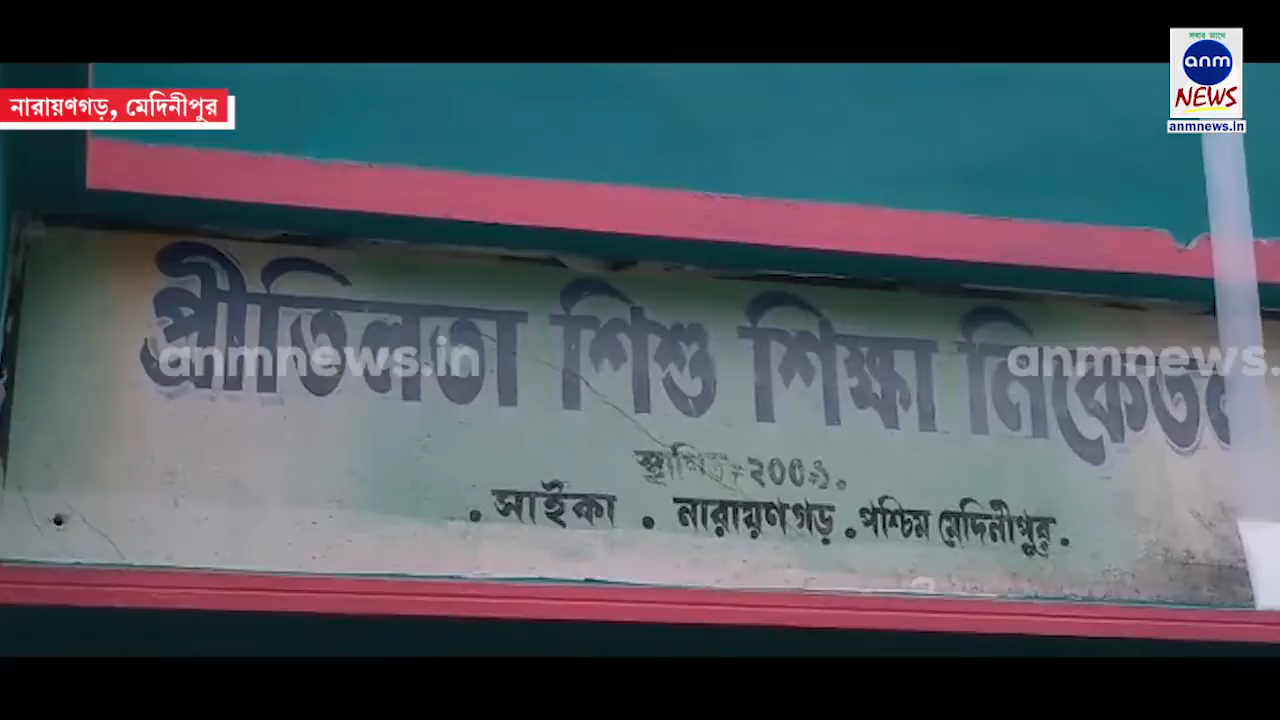 সবার আগে
anm
NEWS
anmnews.in
নারায়ণগড়, মেদিনীপুর
প্রীতিলতা শিশু শিক্ষা নিকেতন
anmnews.in anmnews.
স্থাপিত :- ২০০১.
. সাইকা . নারায়ণগড় . পশ্চিম মেদিনীপুর .